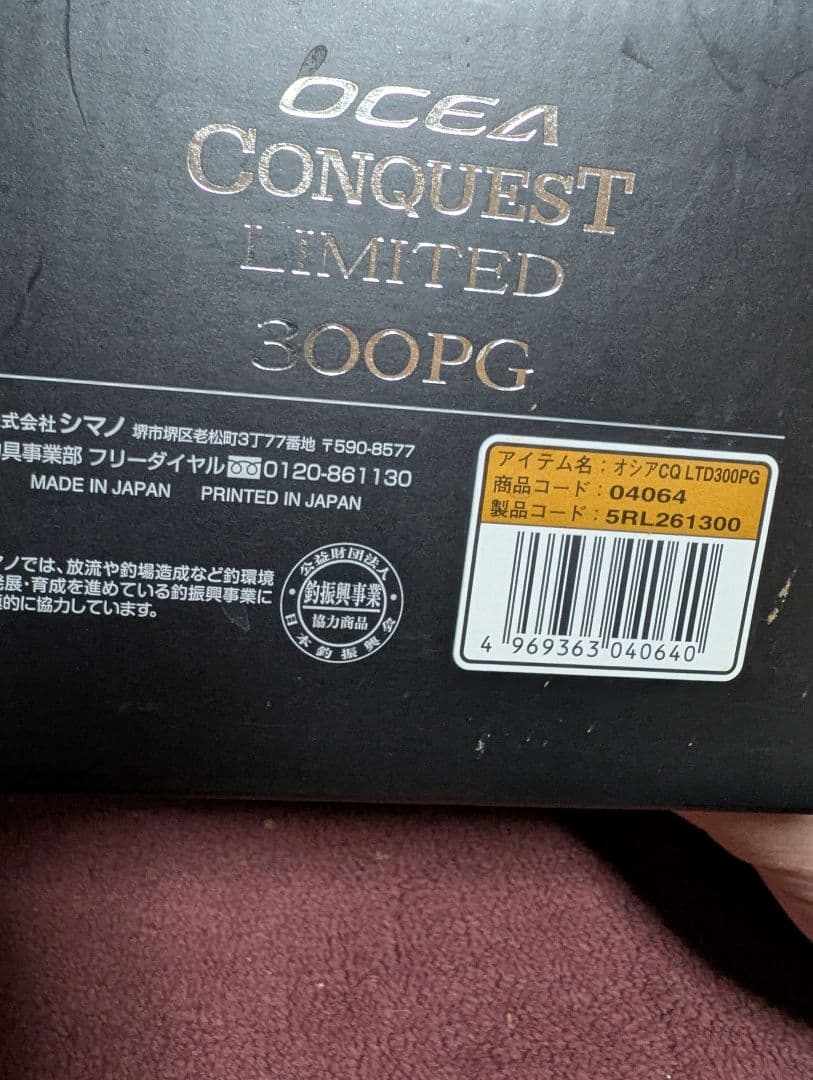 OCEA
CONQUEST
LIMITED
300PG
式会社シマノ 堺市堺区老松町3丁77番地 〒590-8577
具事業部 フリーダイヤル 0120-861130
MADE IN JAPAN PRINTED IN JAPAN
マノでは、放流や釣場造成など釣環境
発展・育成を進めている釣振興事業に
的に協力しています。
公益財団法人
釣振興事業
協力商品
日本釣振興会
アイテム名：オシアCQ LTD300PG
商品コード：04064
製品コード：5RL261300
4 969363 040640